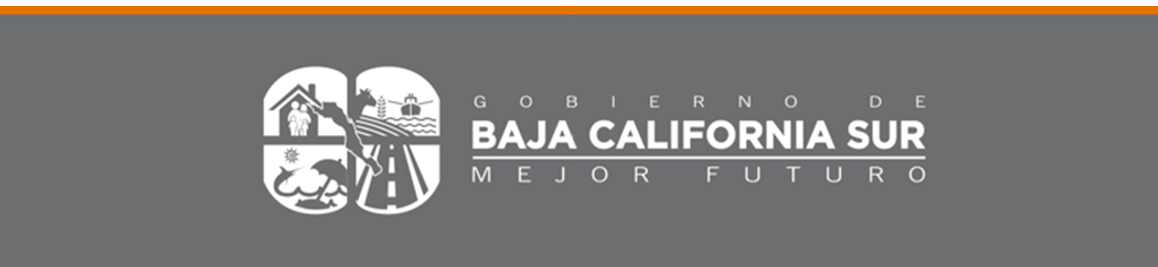 GOBIERNO DE
BAJA CALIFORNIA SUR
MEJOR FUTURO